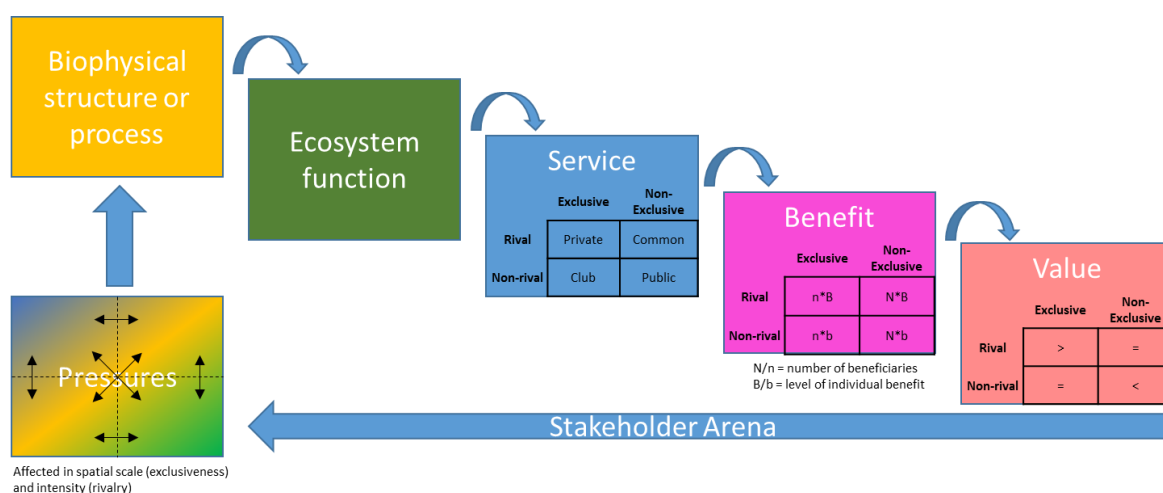 Biophysical
structure or
process
Ecosystem
function
Service
Exclusive
Non-
Exclusive
Rival
Private
Common
Non-rival
Club
Public
Benefit
Exclusive
Non-
Exclusive
Rival
n*B
N*B
Non-rival
n*b
N*b
N/n = number of beneficiaries
B/b = level of individual benefit
Value
Exclusive
Non-
Exclusive
Rival
>
=
Non-rival
=
<
Pressures
Stakeholder Arena
Affected in spatial scale (exclusiveness)
and intensity (rivalry)